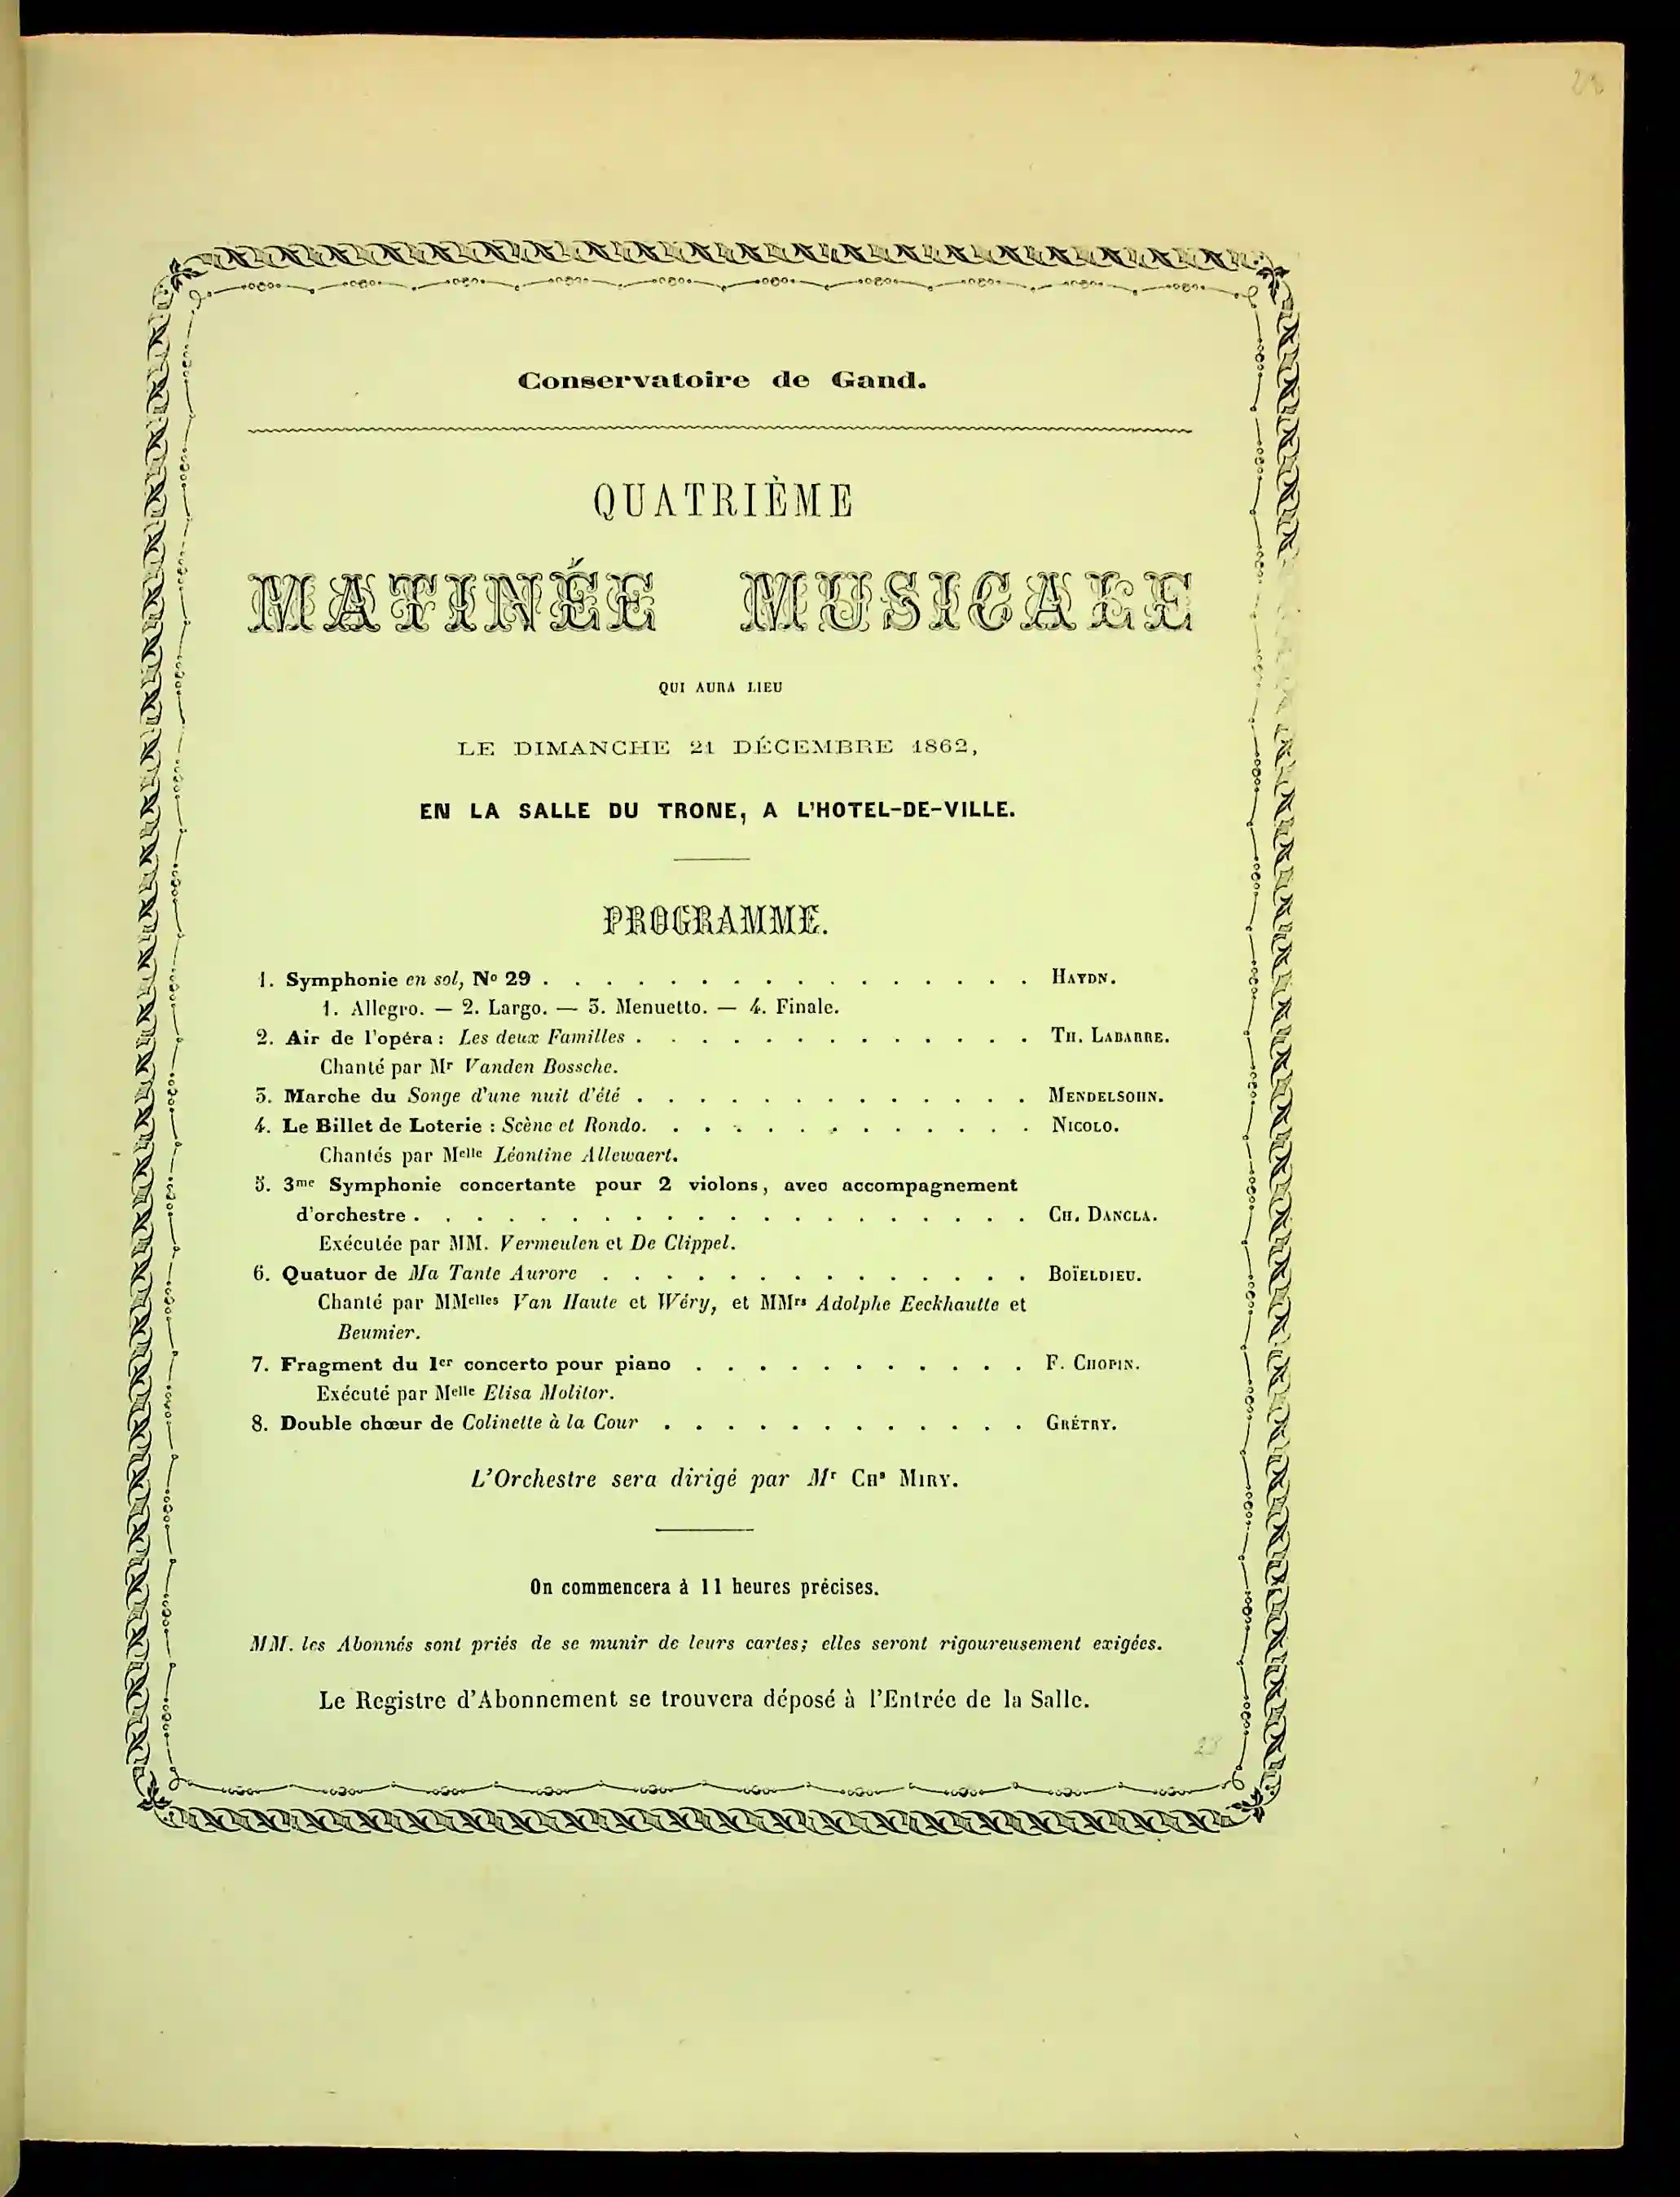 28
Conservatoire de Gand.
QUATRIÈME
MATINÉE MUSICALE
QUI AURA LIEU
LE DIMANCHE 21 DÉCEMBRE 1862,
EN LA SALLE DU TRONE, A L'HOTEL-DE-VILLE.
PROGRAMME.
1. Symphonie en sol, No 29 . . . . . . . . . . . . . . . . HAYDN.
1. Allegro. — 2. Largo. — 3. Menuetto. — 4. Finale.
2. Air de l'opéra : Les deux Familles . . . . . . . . . . . . . TH. LABARRE.
Chanté par Mr Vanden Bossche.
3. Marche du Songe d'une nuit d'été . . . . . . . . . . . . . MENDELSOHN.
4. Le Billet de Loterie : Scène et Rondo. . . . . . . . . . . . . NICOLO.
Chantés par Melle Léontine Allewaert.
5. 3me Symphonie concertante pour 2 violons, avec accompagnement
d'orchestre . . . . . . . . . . . . . . . . . . . . CH. DANCLA.
Exécutée par MM. Vermeulen et De Clippel.
6. Quatuor de Ma Tante Aurore . . . . . . . . . . . . . . BOÏELDIEU.
Chanté par MMelles Van Haute et Wéry, et MMrs Adolphe Eeckhautte et
Beumier.
7. Fragment du 1er concerto pour piano . . . . . . . . . . . F. CHOPIN.
Exécuté par Melle Elisa Molitor.
8. Double chœur de Colinette à la Cour . . . . . . . . . . . . GRÉTRY.
L'Orchestre sera dirigé par Mr CHs MIRY.
On commencera à 11 heures précises.
MM. les Abonnés sont priés de se munir de leurs cartes; elles seront rigoureusement exigées.
Le Registre d'Abonnement se trouvera déposé à l'Entrée de la Salle.
28